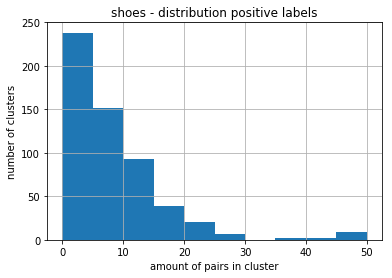 shoes - distribution positive labels
250
200
150
100
50
0
number of clusters
0 10 20 30 40 50
amount of pairs in cluster